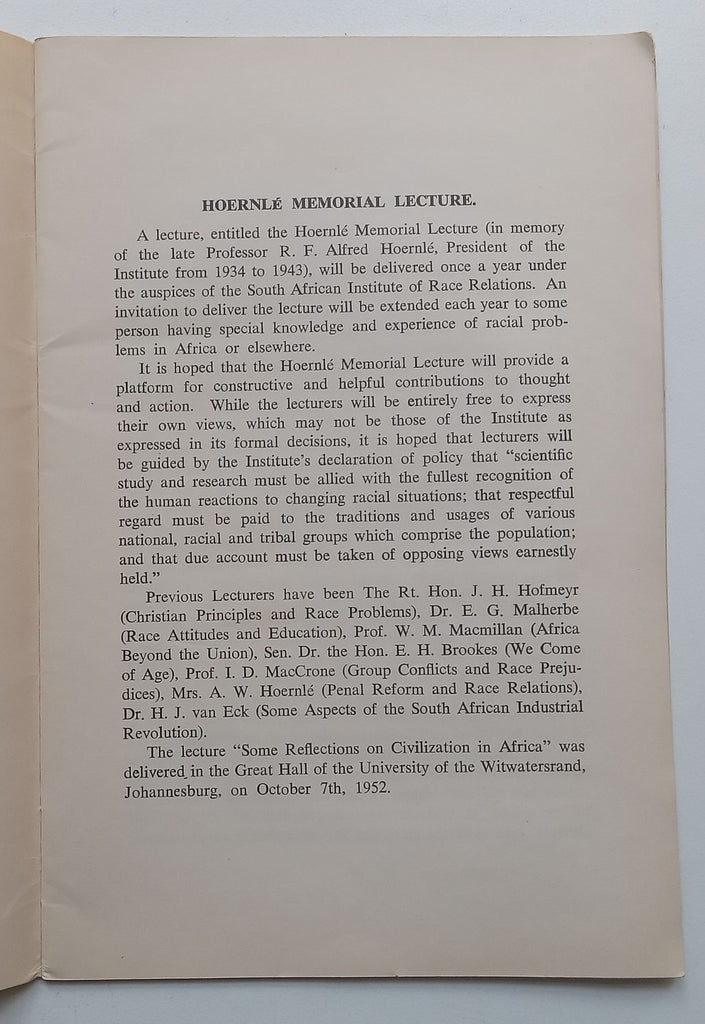 HOERNLÉ MEMORIAL LECTURE.
A lecture, entitled the Hoernlé Memorial Lecture (in memory
of the late Professor R. F. Alfred Hoernlé, President of the
Institute from 1934 to 1943), will be delivered once a year under
the auspices of the South African Institute of Race Relations. An
invitation to deliver the lecture will be extended each year to some
person having special knowledge and experience of racial prob-
lems in Africa or elsewhere.
It is hoped that the Hoernlé Memorial Lecture will provide a
platform for constructive and helpful contributions to thought
and action. While the lecturers will be entirely free to express
their own views, which may not be those of the Institute as
expressed in its formal decisions, it is hoped that lecturers will
be guided by the Institute's declaration of policy that “scientific
study and research must be allied with the fullest recognition of
the human reactions to changing racial situations; that respectful
regard must be paid to the traditions and usages of various
national, racial and tribal groups which comprise the population;
and that due account must be taken of opposing views earnestly
held.”
Previous Lecturers have been The Rt. Hon. J. H. Hofmeyr
(Christian Principles and Race Problems), Dr. E. G. Malherbe
(Race Attitudes and Education), Prof. W. M. Macmillan (Africa
Beyond the Union), Sen. Dr. the Hon. E. H. Brookes (We Come
of Age), Prof. I. D. MacCrone (Group Conflicts and Race Preju-
dices), Mrs. A. W. Hoernlé (Penal Reform and Race Relations),
Dr. H. J. van Eck (Some Aspects of the South African Industrial
Revolution).
The lecture “Some Reflections on Civilization in Africa” was
delivered in the Great Hall of the University of the Witwatersrand,
Johannesburg, on October 7th, 1952.